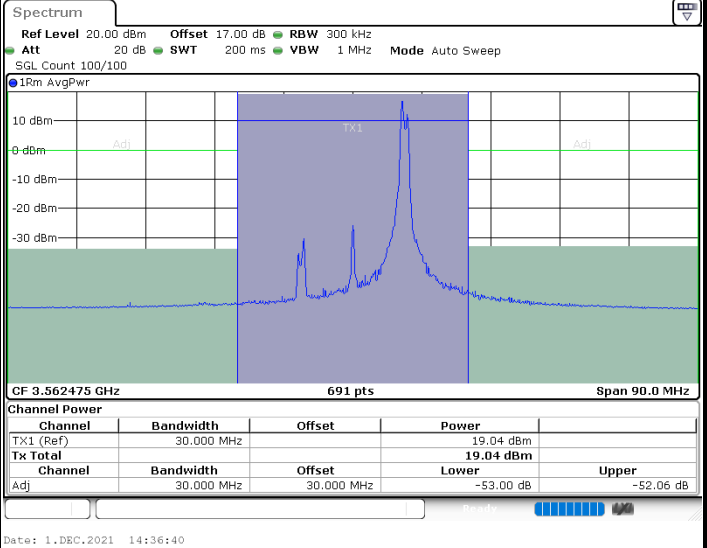 Spectrum
Ref Level 20.00 dBm Offset 17.00 dB RBW 300 kHz
Att 20 dB SWT 200 ms VBW 1 MHz Mode Auto Sweep
SGL Count 100/100
1Rm AvgPwr
10 dBm
TX1
Adj
Adj
0 dBm
-10 dBm
-20 dBm
-30 dBm
CF 3.562475 GHz 691 pts Span 90.0 MHz
Channel Power
Channel Bandwidth Offset Power
TX1 (Ref) 30.000 MHz 19.04 dBm
Tx Total 19.04 dBm
Channel Bandwidth Offset Lower Upper
Adj 30.000 MHz 30.000 MHz -53.00 dB -52.06 dB
Ready
Date: 1.DEC.2021 14:36:40